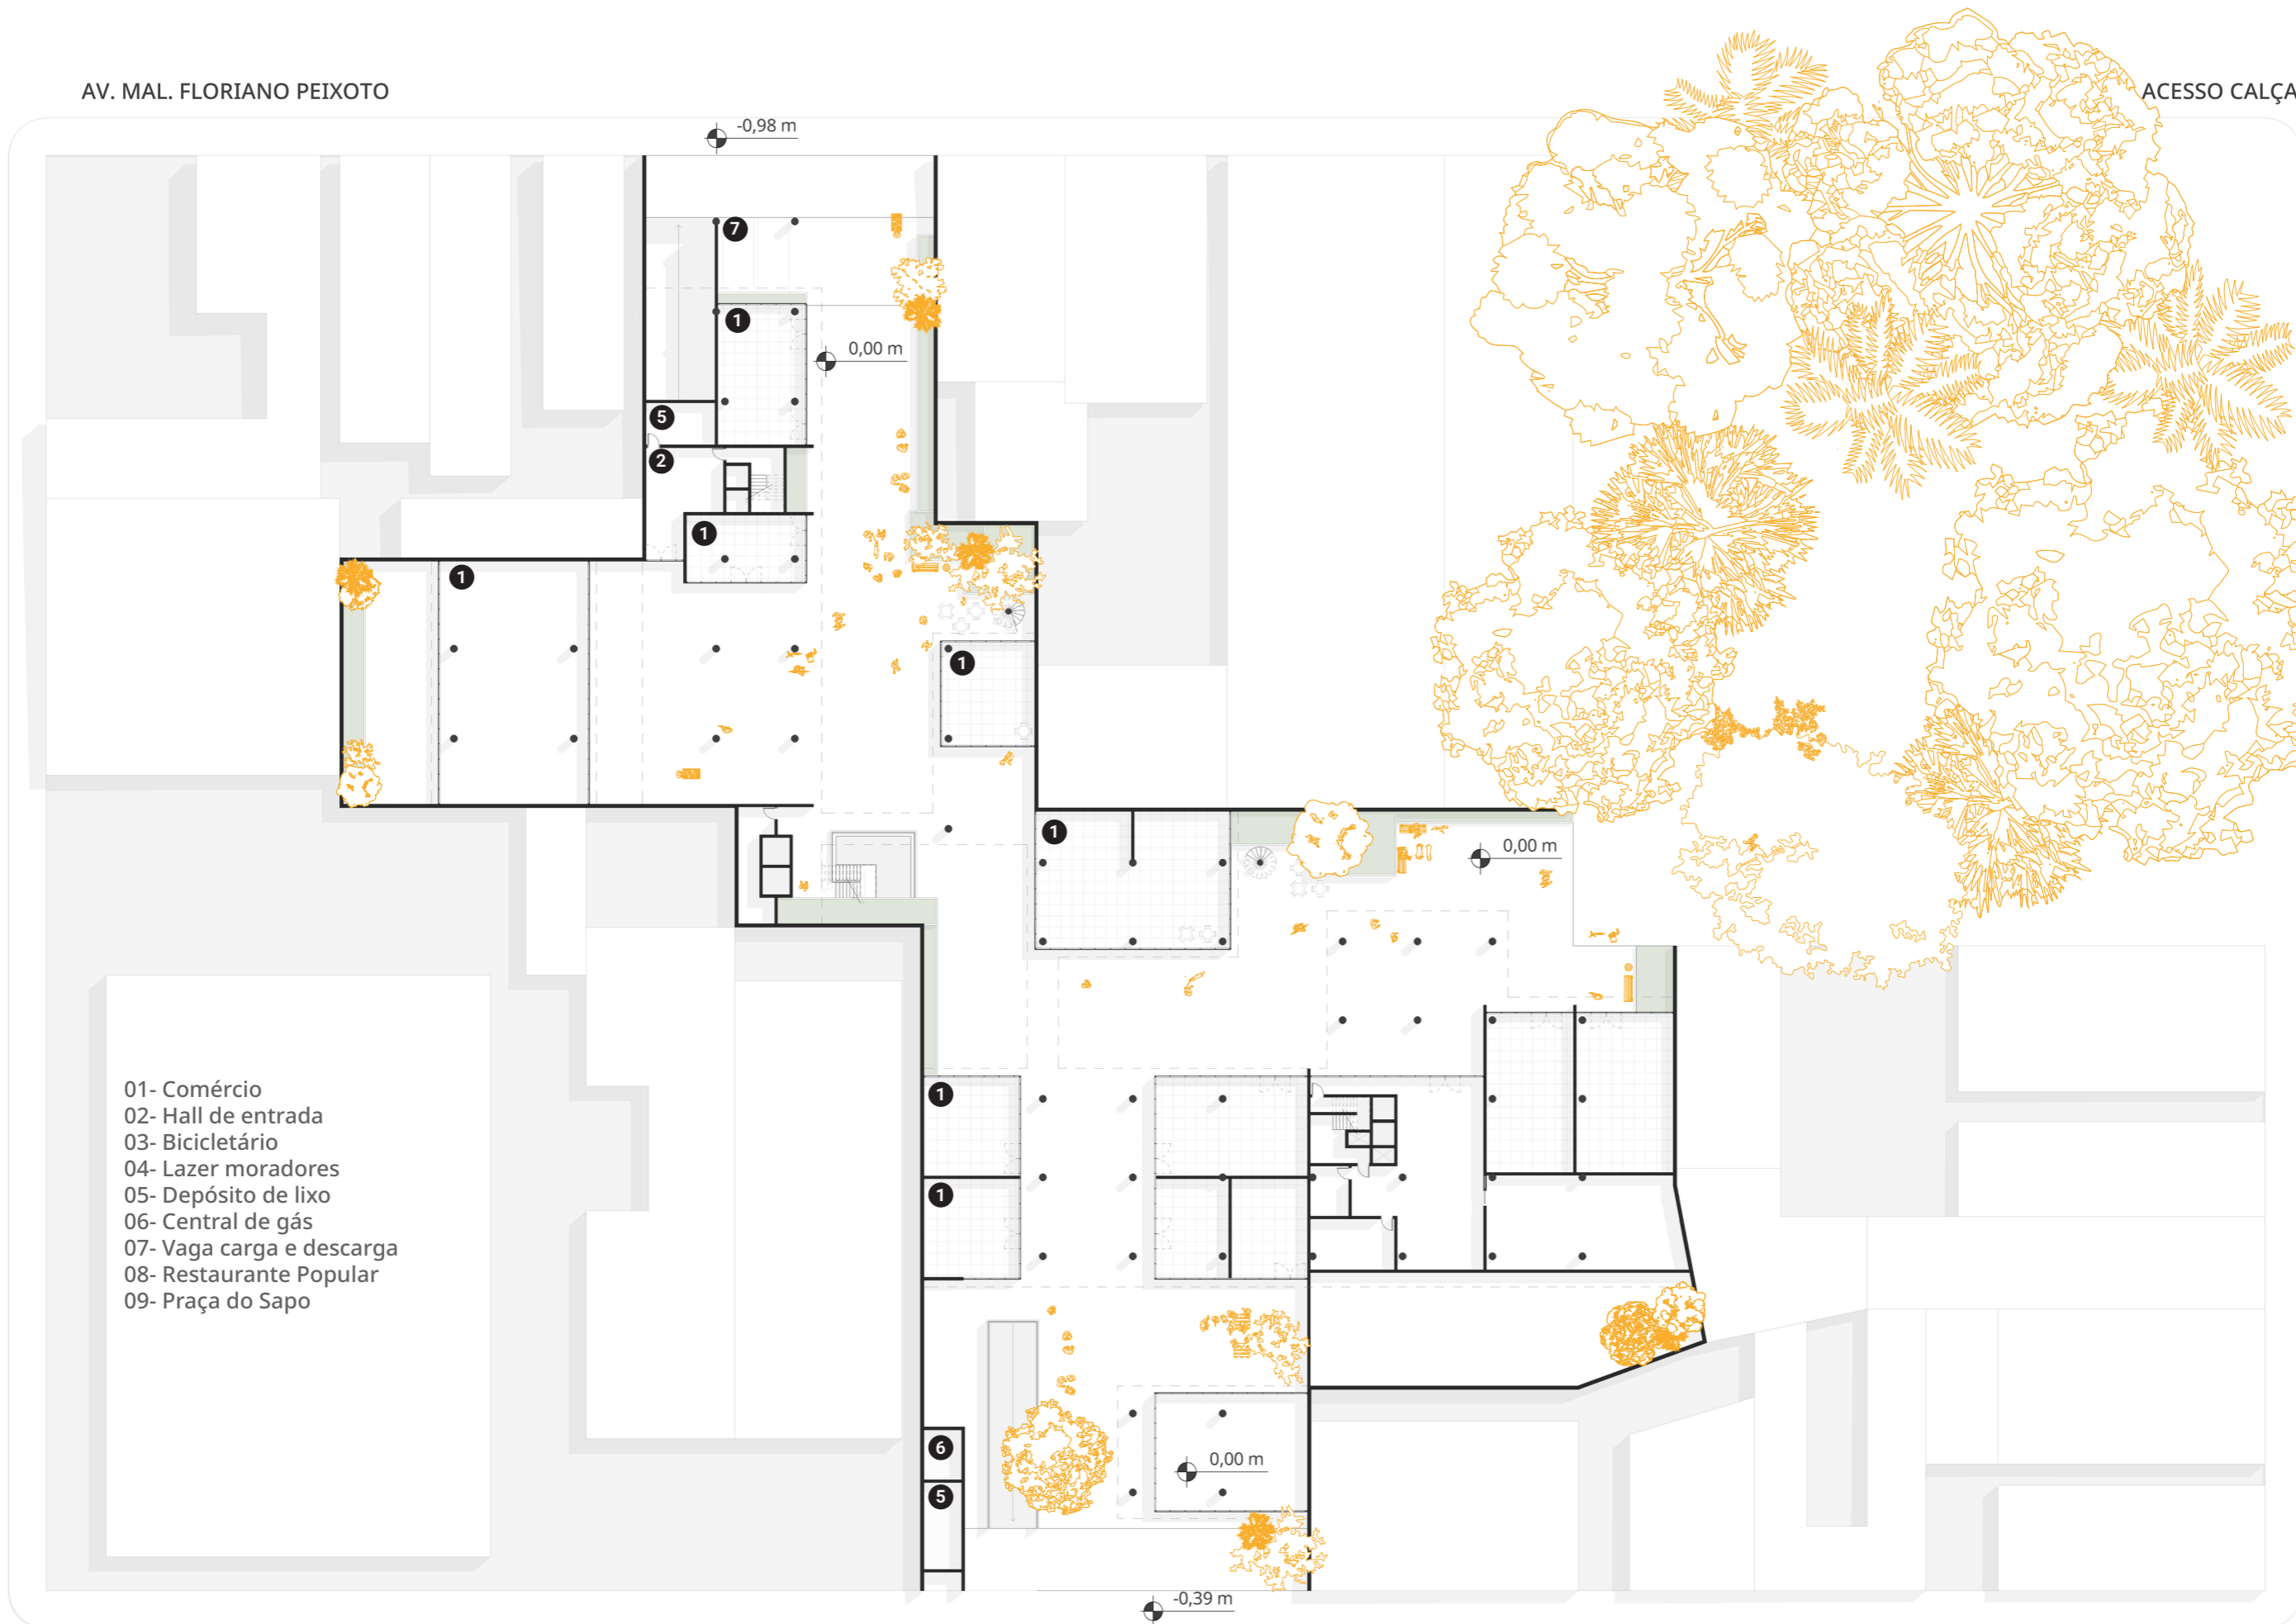 AV. MAL. FLORIANO PEIXOTO
ACESSO CALÇA
-0,98 m
7
1
0,00 m
5
2
1
1
1
1
0,00 m
1
1
01- Comércio
02- Hall de entrada
03- Bicicletário
04- Lazer moradores
05- Depósito de lixo
06- Central de gás
07- Vaga carga e descarga
08- Restaurante Popular
09- Praça do Sapo
6
0,00 m
5
-0,39 m